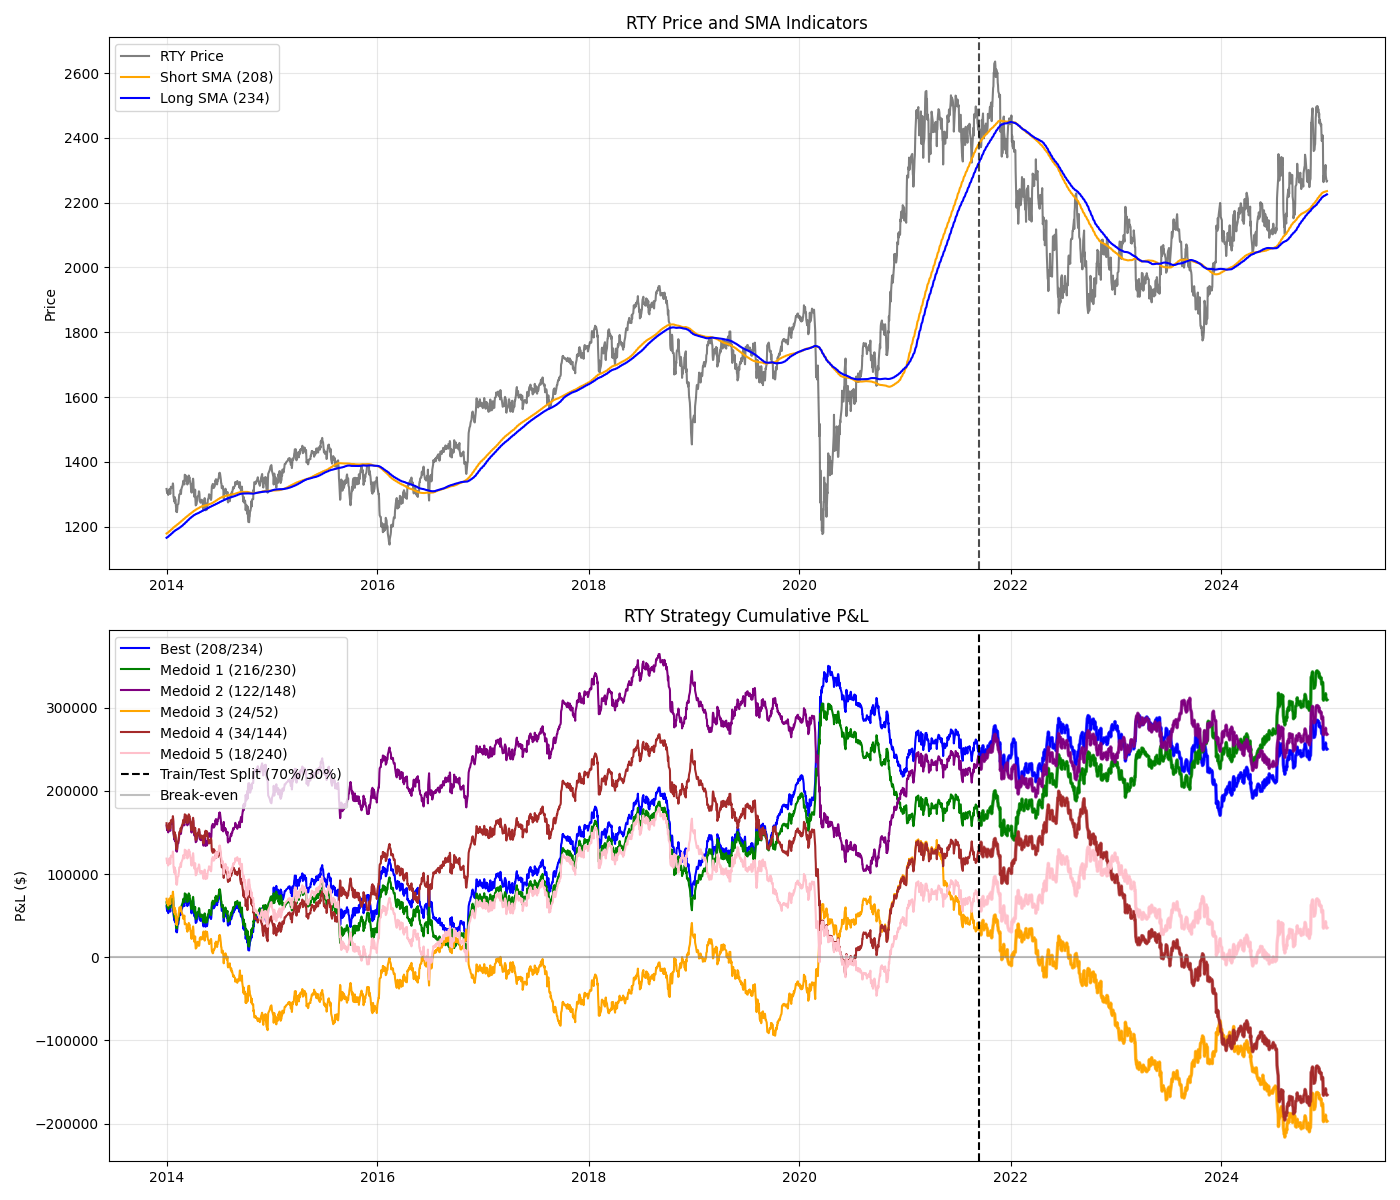 RTY Price and SMA Indicators
RTY Price
Short SMA (208)
Long SMA (234)
Price
2600
2400
2200
2000
1800
1600
1400
1200
2014
2016
2018
2020
2022
2024
RTY Strategy Cumulative P&L
Best (208/234)
Medoid 1 (216/230)
Medoid 2 (122/148)
Medoid 3 (24/52)
Medoid 4 (34/144)
Medoid 5 (18/240)
Train/Test Split (70%/30%)
Break-even
P&L ($)
300000
200000
100000
0
−100000
−200000
2014
2016
2018
2020
2022
2024